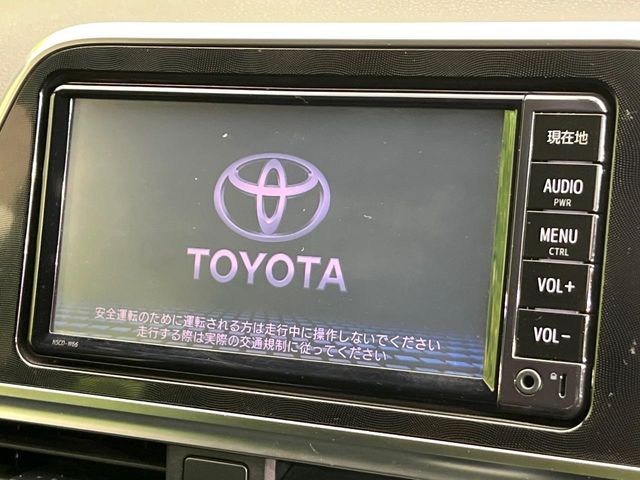 TOYOTA
安全運転のために運転される方は走行中に操作しないでください
走行する際は実際の交通規制に従ってください
NSCD-W66
現在地
AUDIO
PWR
MENU
CTRL
VOL+
VOL-